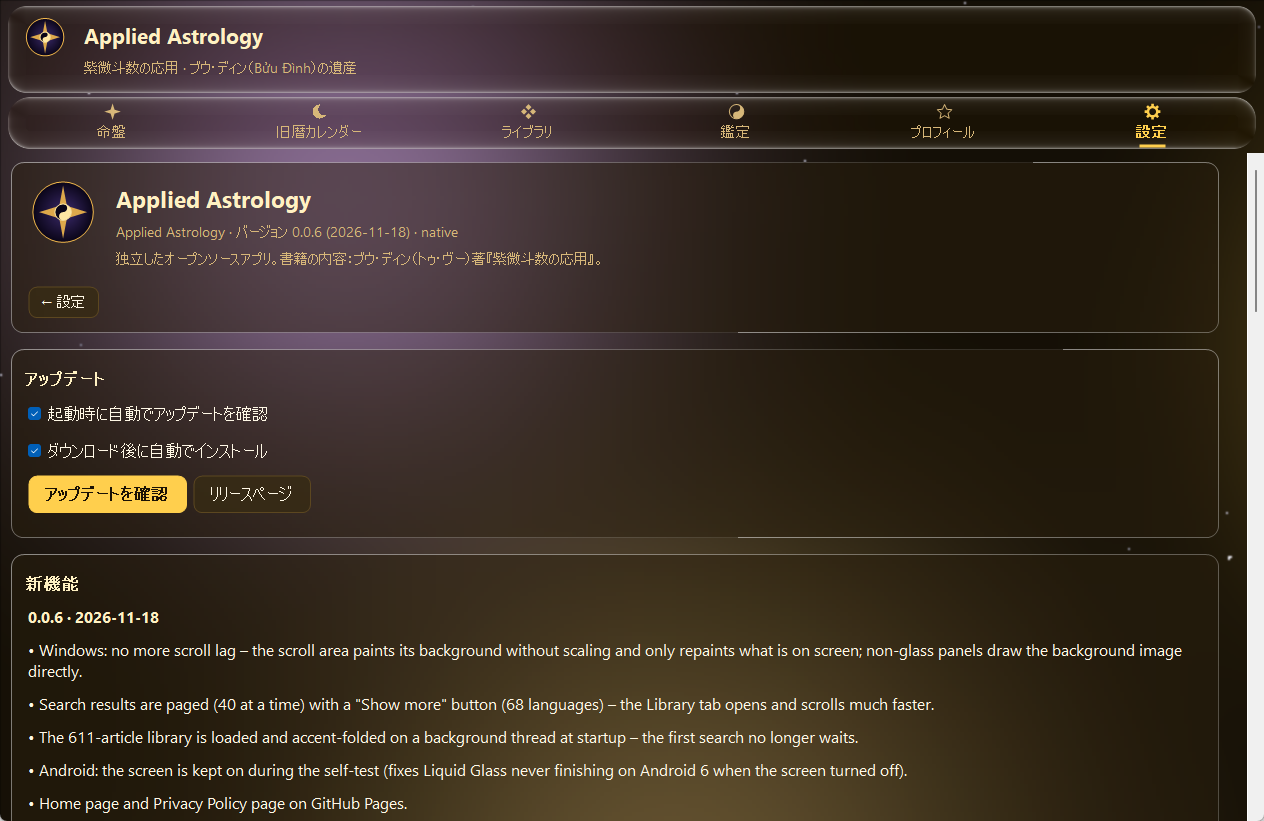 Applied Astrology
紫微斗数の応用 · ブウ・ディン（Bửu Đình）の遺産
命盤
旧暦カレンダー
ライブラリ
鑑定
プロフィール
設定
Applied Astrology
Applied Astrology · バージョン 0.0.6 (2026-11-18) · native
独立したオープンソースアプリ。書籍の内容：ブウ・ディン（トゥ・ヴー）著『紫微斗数の応用』。
← 設定
アップデート
起動時に自動でアップデートを確認
ダウンロード後に自動でインストール
アップデートを確認
リリースページ
新機能
0.0.6 · 2026-11-18
• Windows: no more scroll lag – the scroll area paints its background without scaling and only repaints what is on screen; non-glass panels draw the background image
directly.
• Search results are paged (40 at a time) with a "Show more" button (68 languages) – the Library tab opens and scrolls much faster.
• The 611-article library is loaded and accent-folded on a background thread at startup – the first search no longer waits.
• Android: the screen is kept on during the self-test (fixes Liquid Glass never finishing on Android 6 when the screen turned off).
• Home page and Privacy Policy page on GitHub Pages.